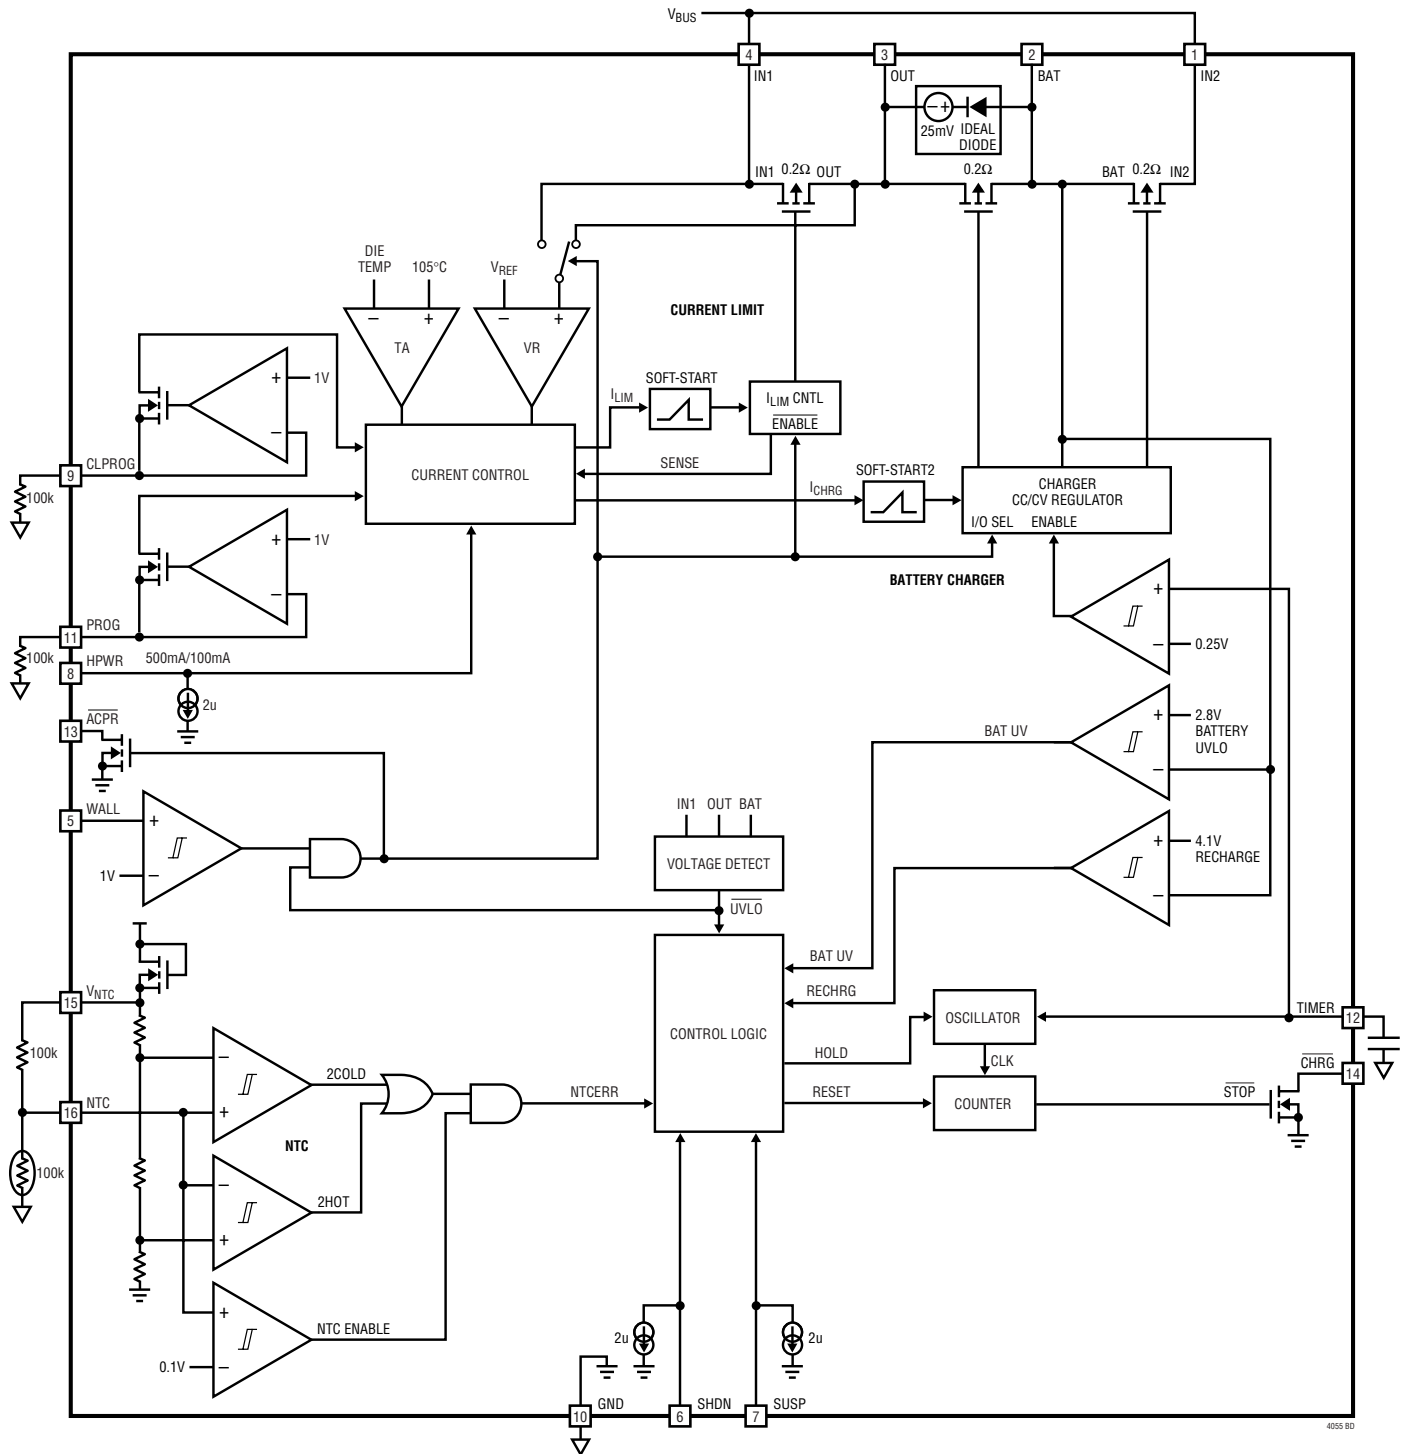 VBUS
4
3
2
1
IN1
OUT
BAT
IN2
25mV
IDEAL
DIODE
IN1 0.2Ω OUT
0.2Ω
BAT 0.2Ω IN2
DIE
TEMP
105°C
VREF
CURRENT LIMIT
TA
VR
SOFT-START
ILIM
ILIM CNTL
ENABLE
1V
CURRENT CONTROL
SENSE
SOFT-START2
ICHRG
CHARGER
CC/CV REGULATOR
I/O SEL
ENABLE
9
CLPROG
100k
1V
BATTERY CHARGER
11
PROG
100k
8
HPWR
500mA/100mA
2u
0.25V
13
ACPR
BAT UV
2.8V
BATTERY
UVLO
5
WALL
1V
IN1 OUT BAT
VOLTAGE DETECT
UVLO
4.1V
RECHARGE
BAT UV
15
VNTC
RECHRG
OSCILLATOR
TIMER
12
CONTROL LOGIC
100k
HOLD
CLK
CHRG
14
16
NTC
2COLD
NTCERR
RESET
COUNTER
STOP
NTC
100k
2HOT
NTC ENABLE
0.1V
2u
2u
10
GND
6
SHDN
7
SUSP
4055 BD